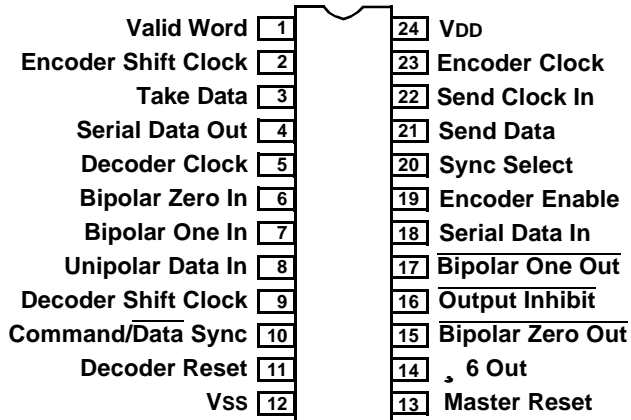 Valid Word 1
24 VDD
Encoder Shift Clock 2
23 Encoder Clock
Take Data 3
22 Send Clock In
Serial Data Out 4
21 Send Data
Decoder Clock 5
20 Sync Select
Bipolar Zero In 6
19 Encoder Enable
Bipolar One In 7
18 Serial Data In
Unipolar Data In 8
17 Bipolar One Out
Decoder Shift Clock 9
16 Output Inhibit
Command/Data Sync 10
15 Bipolar Zero Out
Decoder Reset 11
14 ¸ 6 Out
VSS 12
13 Master Reset